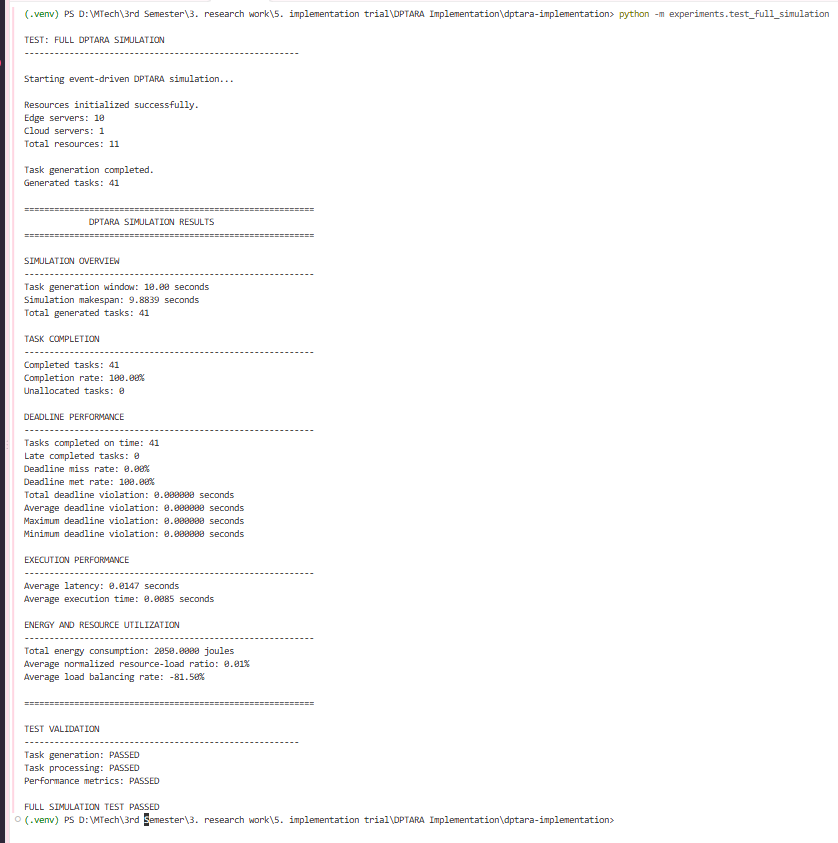 (.venv) PS D:\MTech\3rd Semester\3. research work\5. implementation trial\DPTARA Implementation\dptara-implementation> python -m experiments.test_full_simulation
TEST: FULL DPTARA SIMULATION
-------------------------------------------------------
Starting event-driven DPTARA simulation...
Resources initialized successfully.
Edge servers: 10
Cloud servers: 1
Total resources: 11
Task generation completed.
Generated tasks: 41
==========================================================
DPTARA SIMULATION RESULTS
==========================================================
SIMULATION OVERVIEW
----------------------------------------------------------
Task generation window: 10.00 seconds
Simulation makespan: 9.8839 seconds
Total generated tasks: 41
TASK COMPLETION
----------------------------------------------------------
Completed tasks: 41
Completion rate: 100.00%
Unallocated tasks: 0
DEADLINE PERFORMANCE
----------------------------------------------------------
Tasks completed on time: 41
Late completed tasks: 0
Deadline miss rate: 0.00%
Deadline met rate: 100.00%
Total deadline violation: 0.000000 seconds
Average deadline violation: 0.000000 seconds
Maximum deadline violation: 0.000000 seconds
Minimum deadline violation: 0.000000 seconds
EXECUTION PERFORMANCE
----------------------------------------------------------
Average latency: 0.0147 seconds
Average execution time: 0.0085 seconds
ENERGY AND RESOURCE UTILIZATION
----------------------------------------------------------
Total energy consumption: 2050.0000 joules
Average normalized resource-load ratio: 0.01%
Average load balancing rate: -81.50%
==========================================================
TEST VALIDATION
-------------------------------------------------------
Task generation: PASSED
Task processing: PASSED
Performance metrics: PASSED
FULL SIMULATION TEST PASSED
(.venv) PS D:\MTech\3rd Semester\3. research work\5. implementation trial\DPTARA Implementation\dptara-implementation>